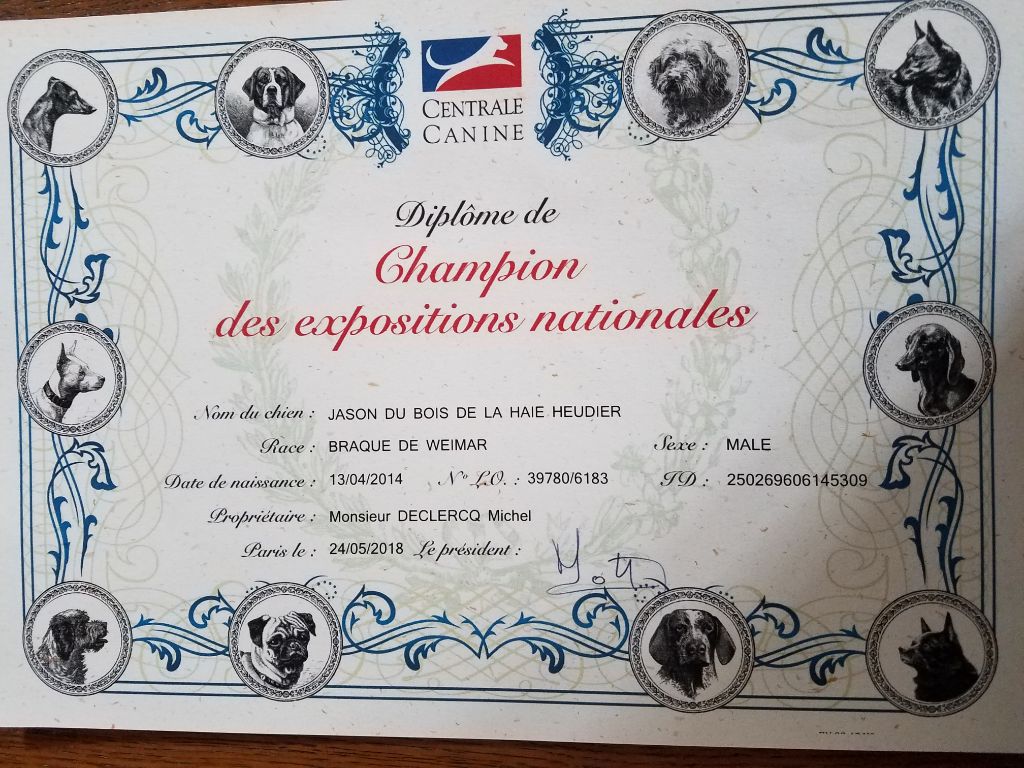 CENTRALE
CANINE
Diplôme de
Champion
des expositions nationales
Nom du chien : JASON DU BOIS DE LA HAIE HEUDIER
Race : BRAQUE DE WEIMAR Sexe : MALE
Date de naissance : 13/04/2014 N° L.O. : 39780/6183 ID : 250269606145309
Propriétaire : Monsieur DECLERCQ Michel
Paris le : 24/05/2018 Le président :